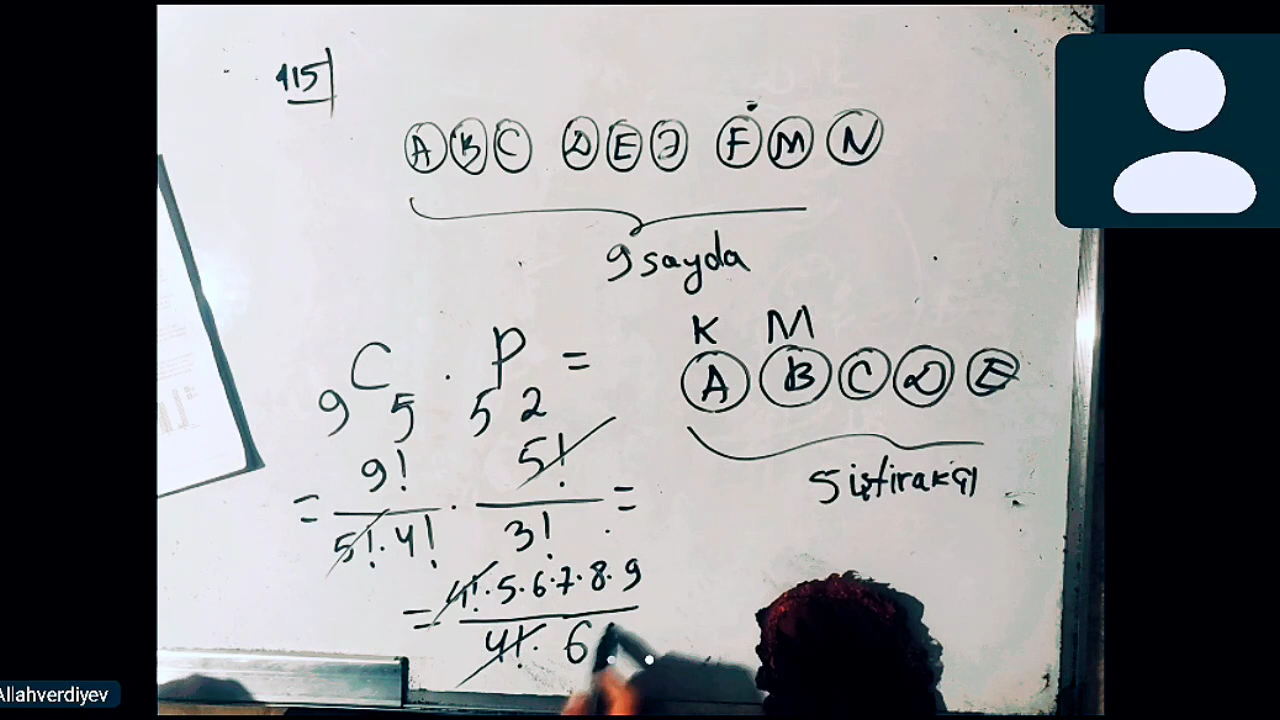 415
A B C D E J F M N
9 sayda
K M
A B C D E
5 iştirakçı
9C5 · 5P2 =
= 9!/(5!·4!) · 5!/3! =
= (4!·5·6·7·8·9)/(4!·6
Allahverdiyev